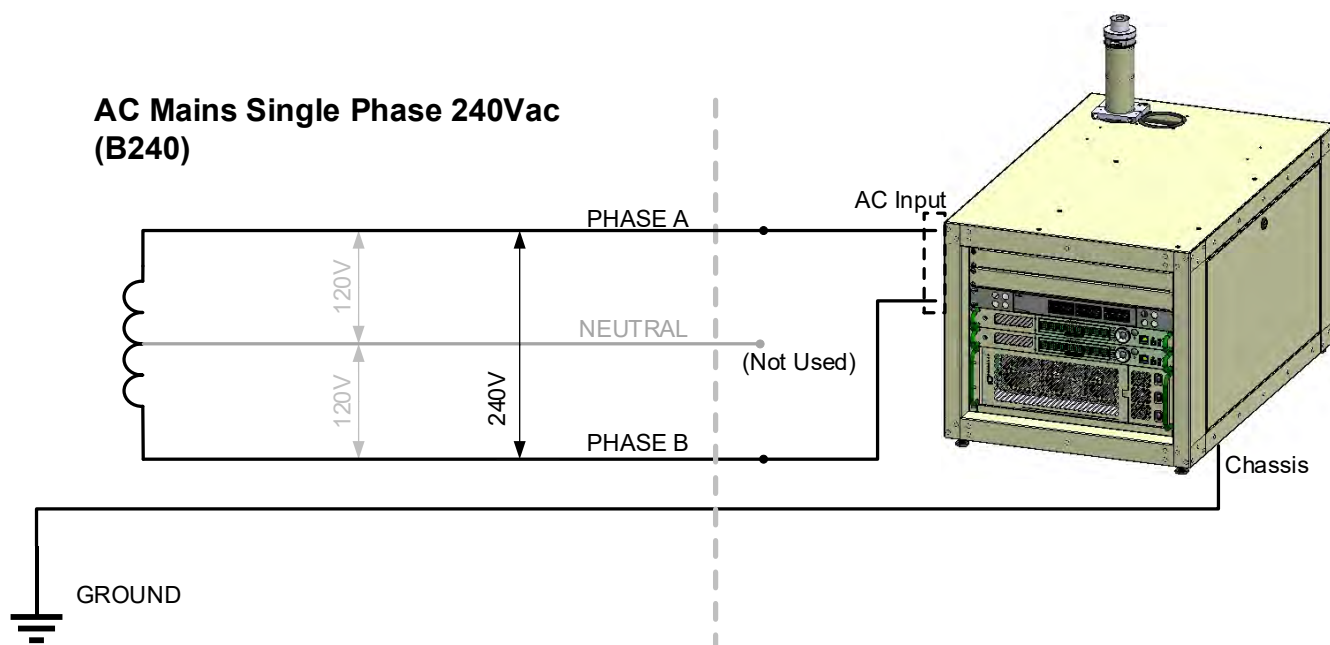 AC Mains Single Phase 240Vac
(B240)
AC Input
PHASE A
120V
NEUTRAL
(Not Used)
120V
240V
PHASE B
Chassis
GROUND